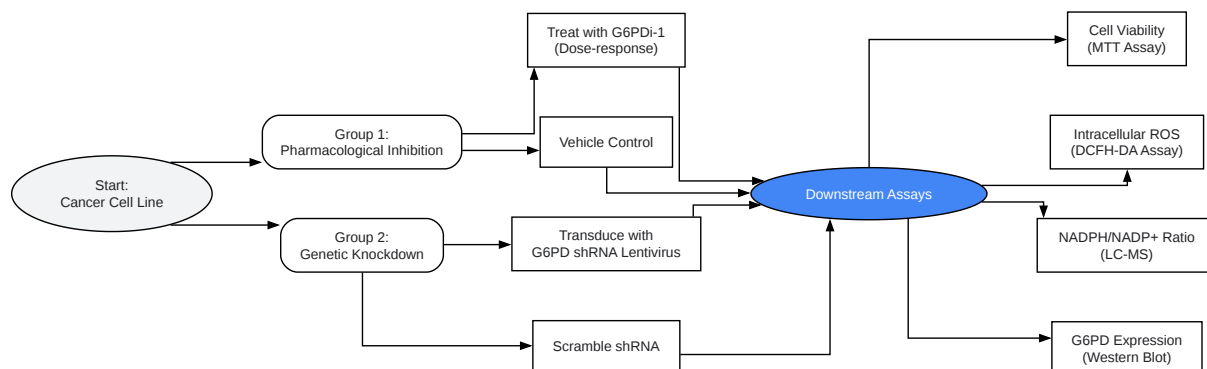 Start:
Cancer Cell Line
Group 1:
Pharmacological Inhibition
Group 2:
Genetic Knockdown
Treat with G6PDi-1
(Dose-response)
Vehicle Control
Transduce with
G6PD shRNA Lentivirus
Scramble shRNA
Downstream Assays
Cell Viability
(MTT Assay)
Intracellular ROS
(DCFH-DA Assay)
NADPH/NADP+ Ratio
(LC-MS)
G6PD Expression
(Western Blot)